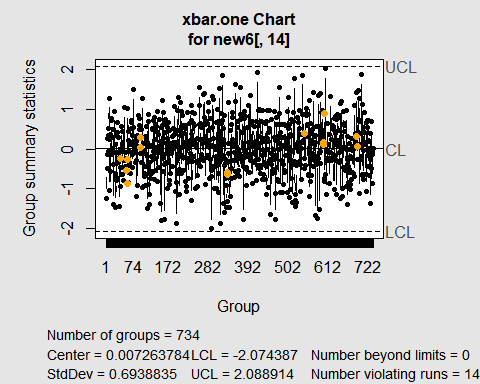 xbar.one Chart
for new6[, 14]
Group summary statistics
2
1
0
-1
-2
UCL
CL
LCL
1 74 172 282 392 502 612 722
Group
Number of groups = 734
Center = 0.007263784 LCL = -2.074387 Number beyond limits = 0
StdDev = 0.6938835 UCL = 2.088914 Number violating runs = 14